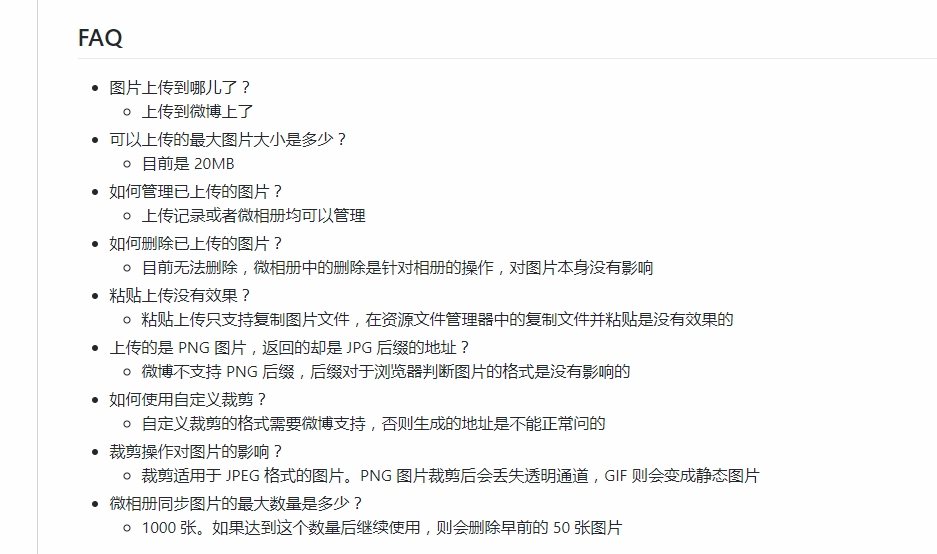 FAQ
图片上传到哪儿了？
上传到微博上了
可以上传的最大图片大小是多少？
目前是 20MB
如何管理已上传的图片？
上传记录或者微相册均可以管理
如何删除已上传的图片？
目前无法删除，微相册中的删除是针对相册的操作，对图片本身没有影响
粘贴上传没有效果？
粘贴上传只支持复制图片文件，在资源文件管理器中的复制文件并粘贴是没有效果的
上传的是 PNG 图片，返回的却是 JPG 后缀的地址？
微博不支持 PNG 后缀，后缀对于浏览器判断图片的格式是没有影响的
如何使用自定义裁剪？
自定义裁剪的格式需要微博支持，否则生成的地址是不能正常问的
裁剪操作对图片的影响？
裁剪适用于 JPEG 格式的图片。PNG 图片裁剪后会丢失透明通道，GIF 则会变成静态图片
微相册同步图片的最大数量是多少？
1000 张。如果达到这个数量后继续使用，则会删除早前的 50 张图片